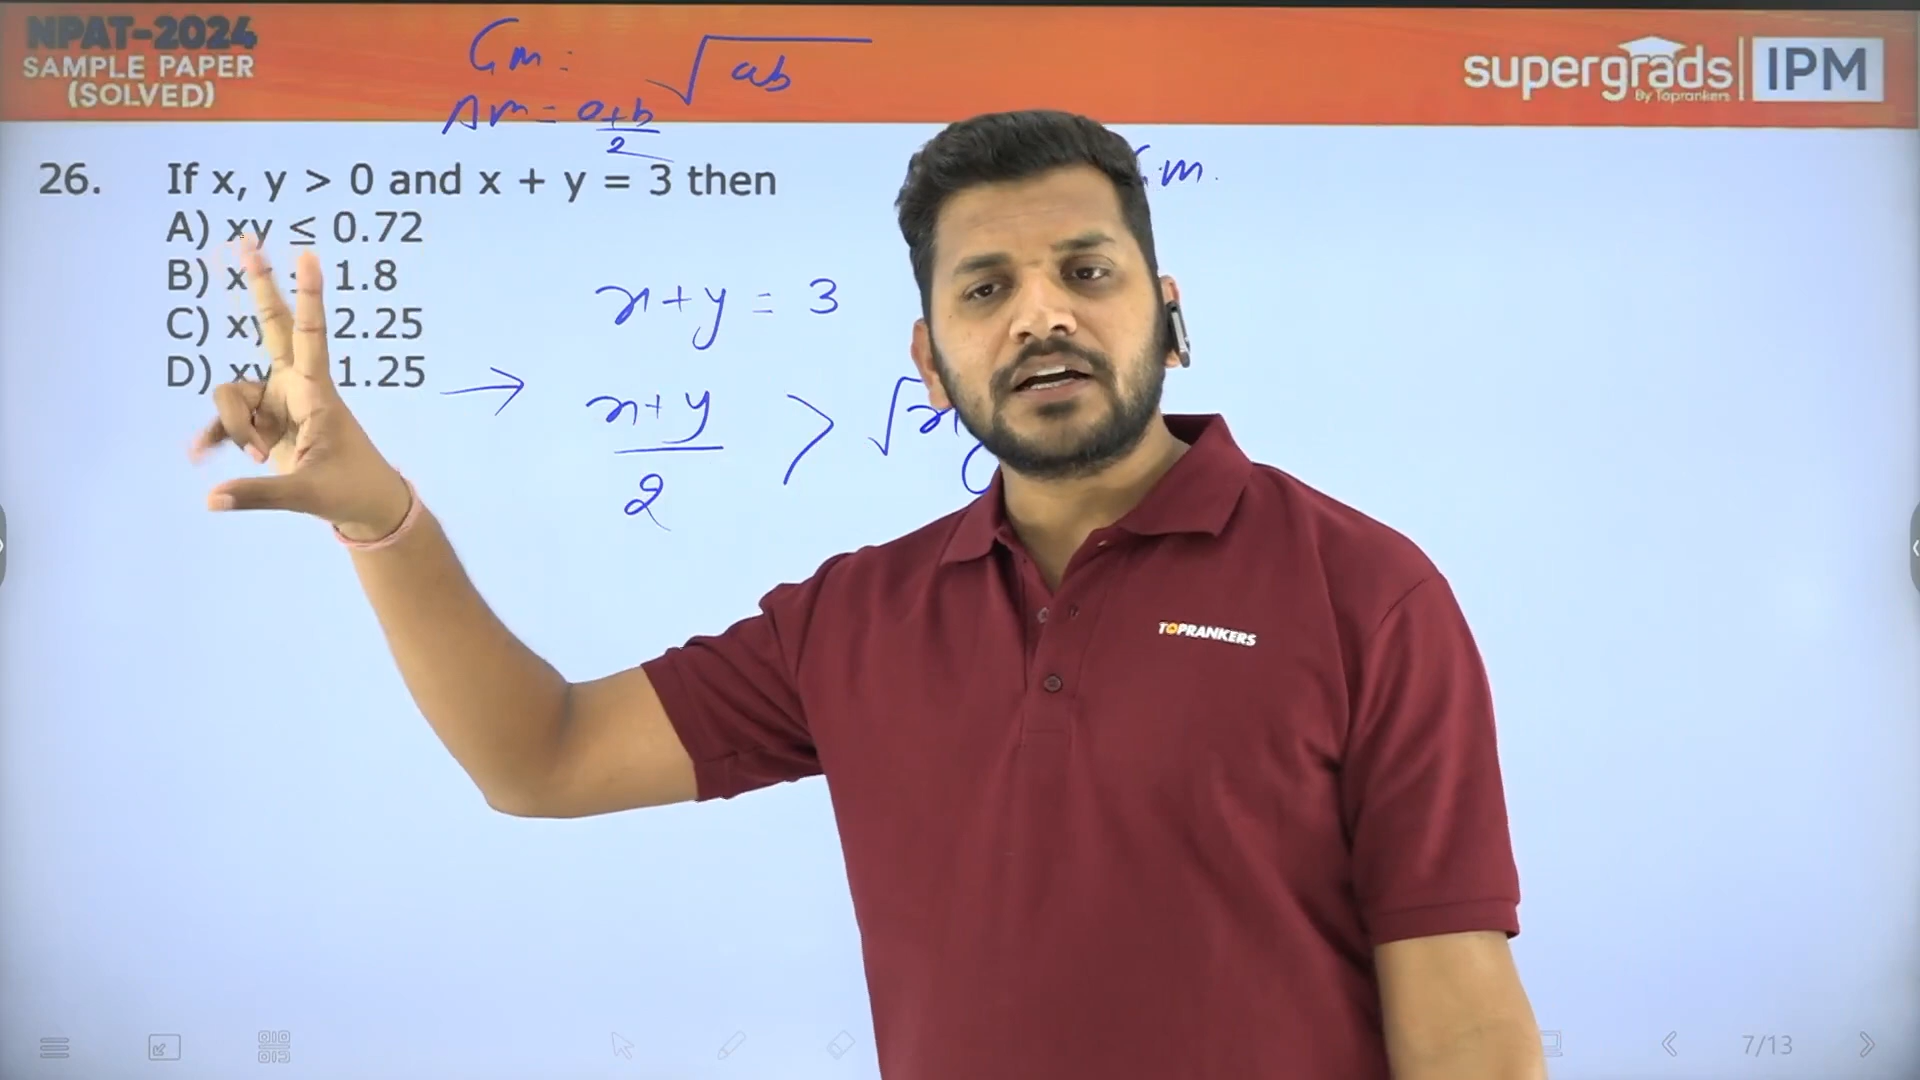 NPAT-2024
SAMPLE PAPER
(SOLVED)
Gm: √ab
Am = a+b/2
supergrads
By Toprankers
IPM
26. If x, y > 0 and x + y = 3 then
A) xy ≤ 0.72
B) x 1.8
C) xy 2.25
D) xy 1.25
m.
x+y = 3
→ x+y/2 > √x
TOPRANKERS
7/13